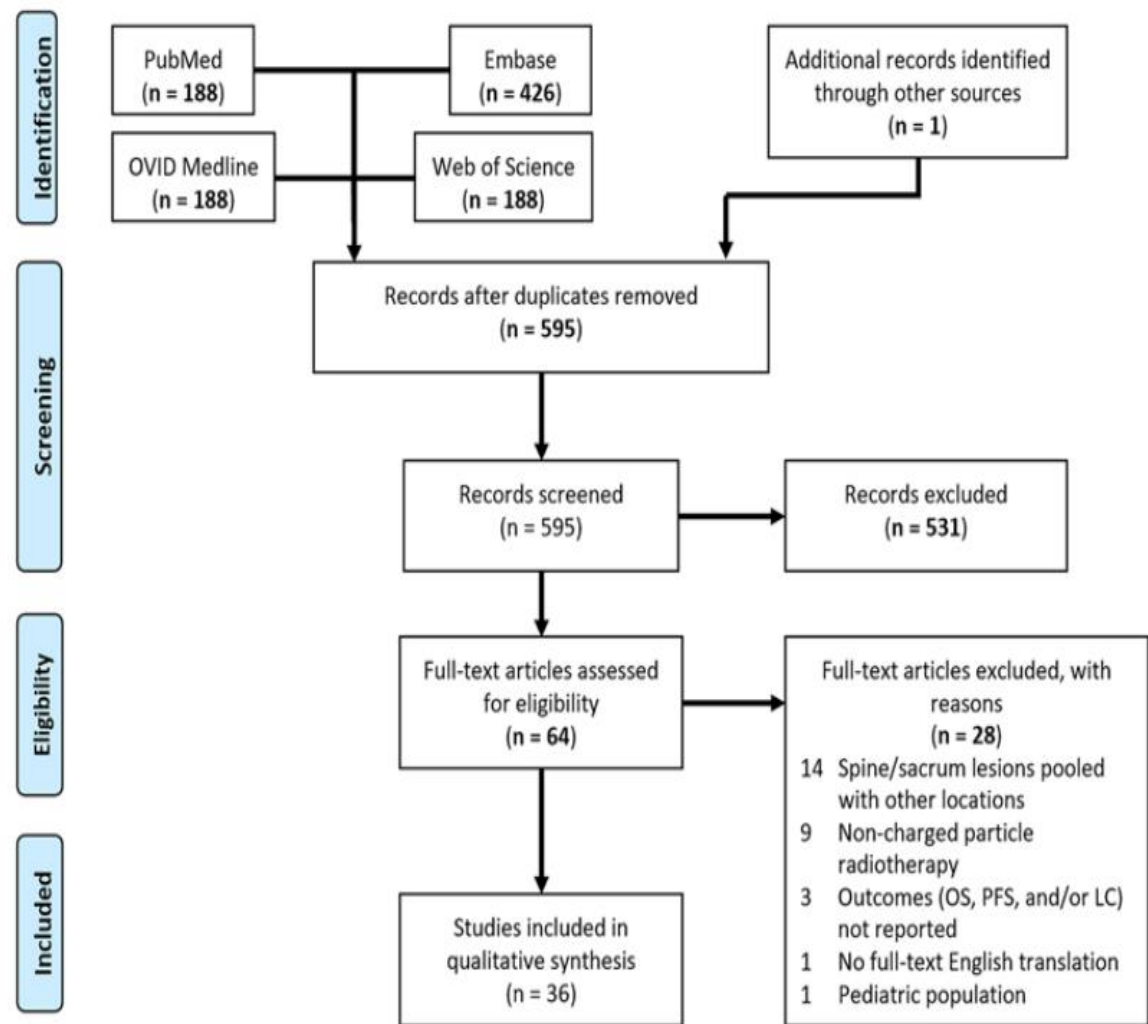 Identification
PubMed
(n = 188)
Embase
(n = 426)
Additional records identified
through other sources
(n = 1)
OVID Medline
(n = 188)
Web of Science
(n = 188)
Screening
Records after duplicates removed
(n = 595)
Records screened
(n = 595)
Records excluded
(n = 531)
Eligibility
Full-text articles assessed
for eligibility
(n = 64)
Full-text articles excluded, with
reasons
(n = 28)
14 Spine/sacrum lesions pooled
with other locations
9 Non-charged particle
radiotherapy
3 Outcomes (OS, PFS, and/or LC)
not reported
1 No full-text English translation
1 Pediatric population
Included
Studies included in
qualitative synthesis
(n = 36)